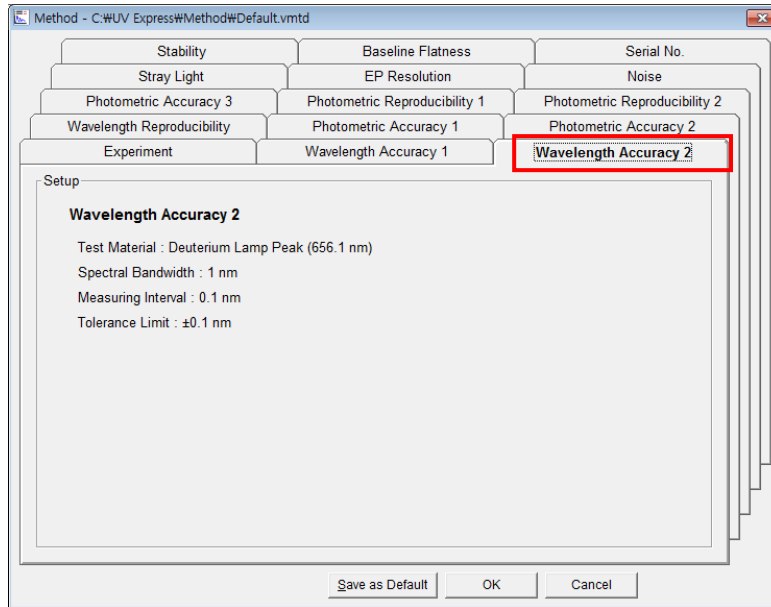 Method - C:₩UV Express₩Method₩Default.vmtd
Stability Baseline Flatness Serial No.
Stray Light EP Resolution Noise
Photometric Accuracy 3 Photometric Reproducibility 1 Photometric Reproducibility 2
Wavelength Reproducibility Photometric Accuracy 1 Photometric Accuracy 2
Experiment Wavelength Accuracy 1 Wavelength Accuracy 2
Setup
Wavelength Accuracy 2
Test Material : Deuterium Lamp Peak (656.1 nm)
Spectral Bandwidth : 1 nm
Measuring Interval : 0.1 nm
Tolerance Limit : ±0.1 nm
Save as Default OK Cancel